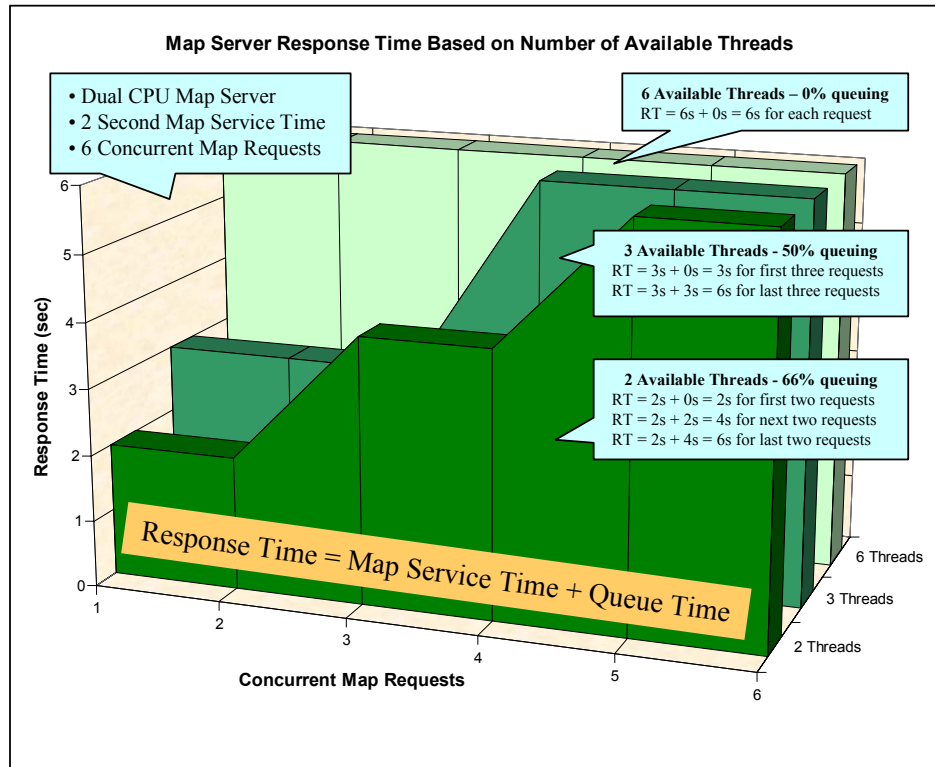 Map Server Response Time Based on Number of Available Threads
• Dual CPU Map Server
• 2 Second Map Service Time
• 6 Concurrent Map Requests
6 Available Threads – 0% queuing
RT = 6s + 0s = 6s for each request
3 Available Threads - 50% queuing
RT = 3s + 0s = 3s for first three requests
RT = 3s + 3s = 6s for last three requests
2 Available Threads - 66% queuing
RT = 2s + 0s = 2s for first two requests
RT = 2s + 2s = 4s for next two requests
RT = 2s + 4s = 6s for last two requests
Response Time (sec)
6
5
4
3
2
1
0
Response Time = Map Service Time + Queue Time
1
2
3
4
5
6
Concurrent Map Requests
6 Threads
3 Threads
2 Threads